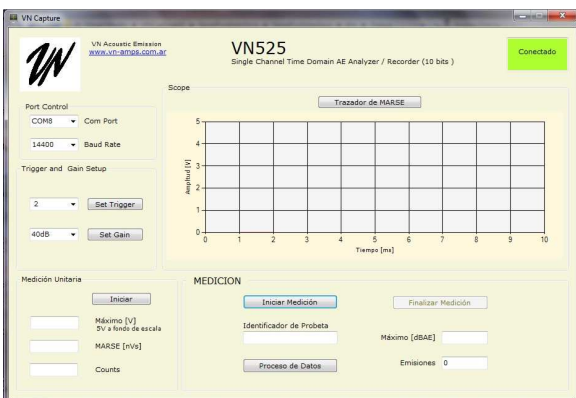 VN Capture
VN
VN Acoustic Emission
www.vn-amps.com.ar
VN525
Single Channel Time Domain AE Analyzer / Recorder (10 bits )
Conectado
Port Control
COM8 Com Port
14400 Baud Rate
Trigger and Gain Setup
2 Set Trigger
40dB Set Gain
Scope
Trazador de MARSE
5
4
3
2
1
0
Amplitud [V]
0 1 2 3 4 5 6 7 8 9 10
Tiempo [ms]
Medición Unitaria
Iniciar
Máximo [V]
5V a fondo de escala
MARSE [nVs]
Counts
MEDICION
Iniciar Medición
Finalizar Medición
Identificador de Probeta
Máximo [dBAE]
Proceso de Datos
Emisiones 0